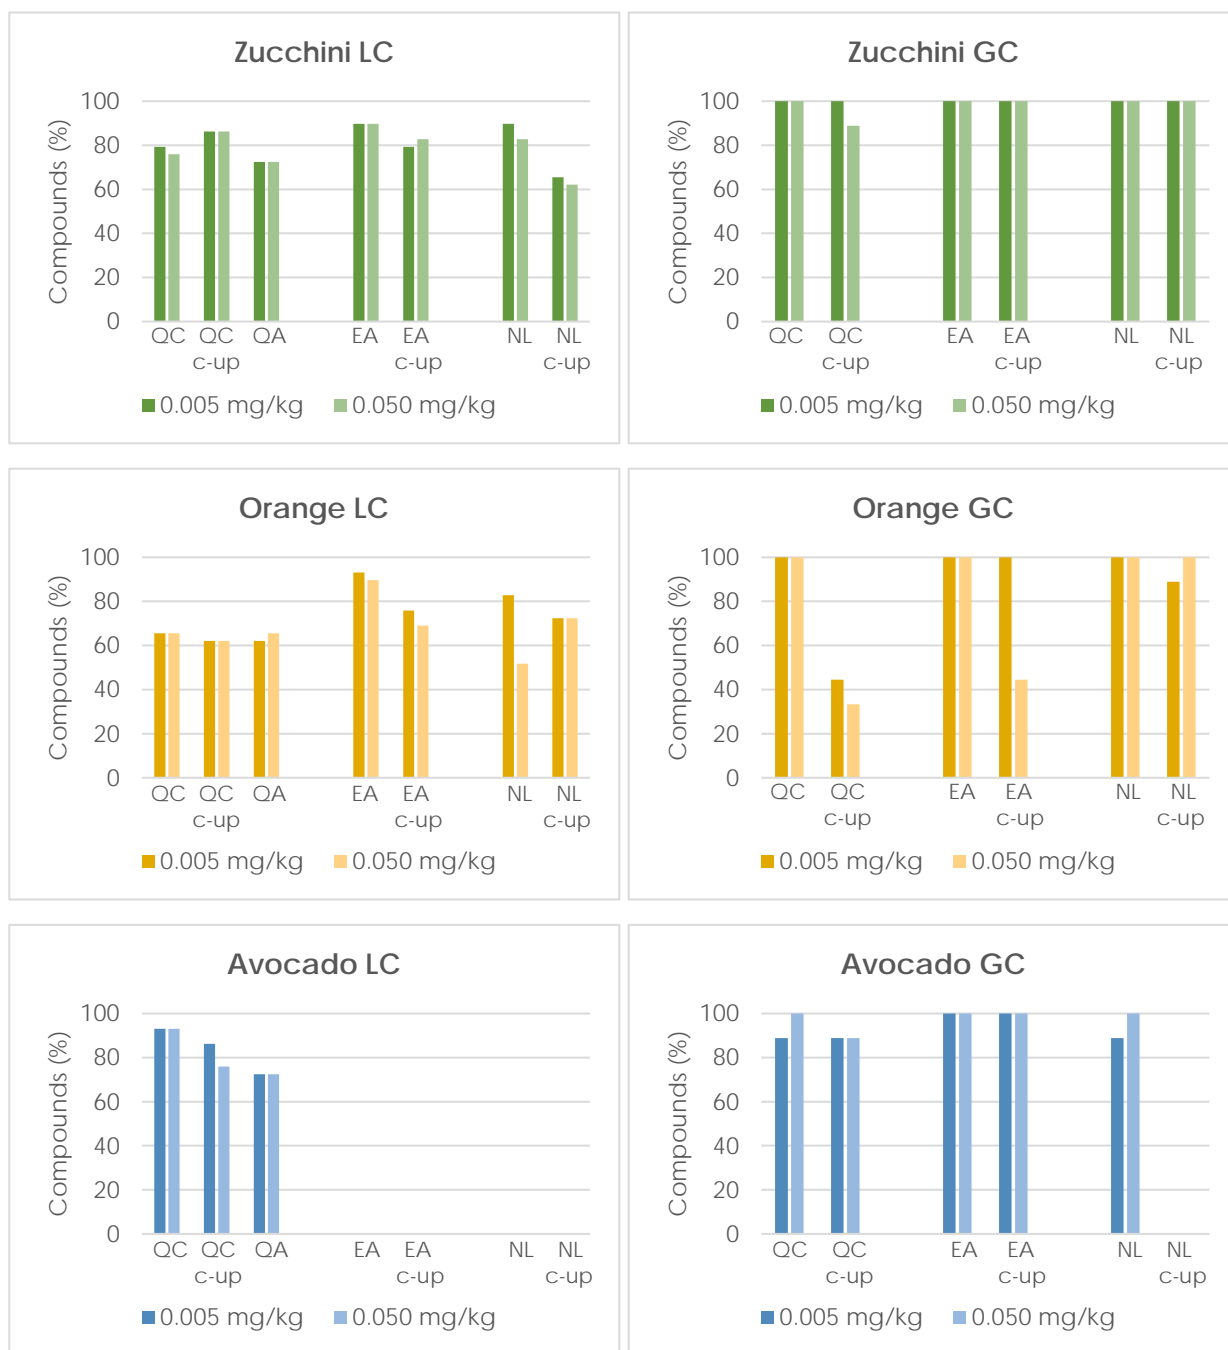 Zucchini LC
Compounds (%)
100
80
60
40
20
0
QC QC QA EA EA NL NL
c-up c-up c-up
0.005 mg/kg 0.050 mg/kg
Zucchini GC
Compounds (%)
100
80
60
40
20
0
QC QC EA EA NL NL
c-up c-up c-up
0.005 mg/kg 0.050 mg/kg
Orange LC
Compounds (%)
100
80
60
40
20
0
QC QC QA EA EA NL NL
c-up c-up c-up
0.005 mg/kg 0.050 mg/kg
Orange GC
Compounds (%)
100
80
60
40
20
0
QC QC EA EA NL NL
c-up c-up c-up
0.005 mg/kg 0.050 mg/kg
Avocado LC
Compounds (%)
100
80
60
40
20
0
QC QC QA EA EA NL NL
c-up c-up c-up
0.005 mg/kg 0.050 mg/kg
Avocado GC
Compounds (%)
100
80
60
40
20
0
QC QC EA EA NL NL
c-up c-up c-up
0.005 mg/kg 0.050 mg/kg